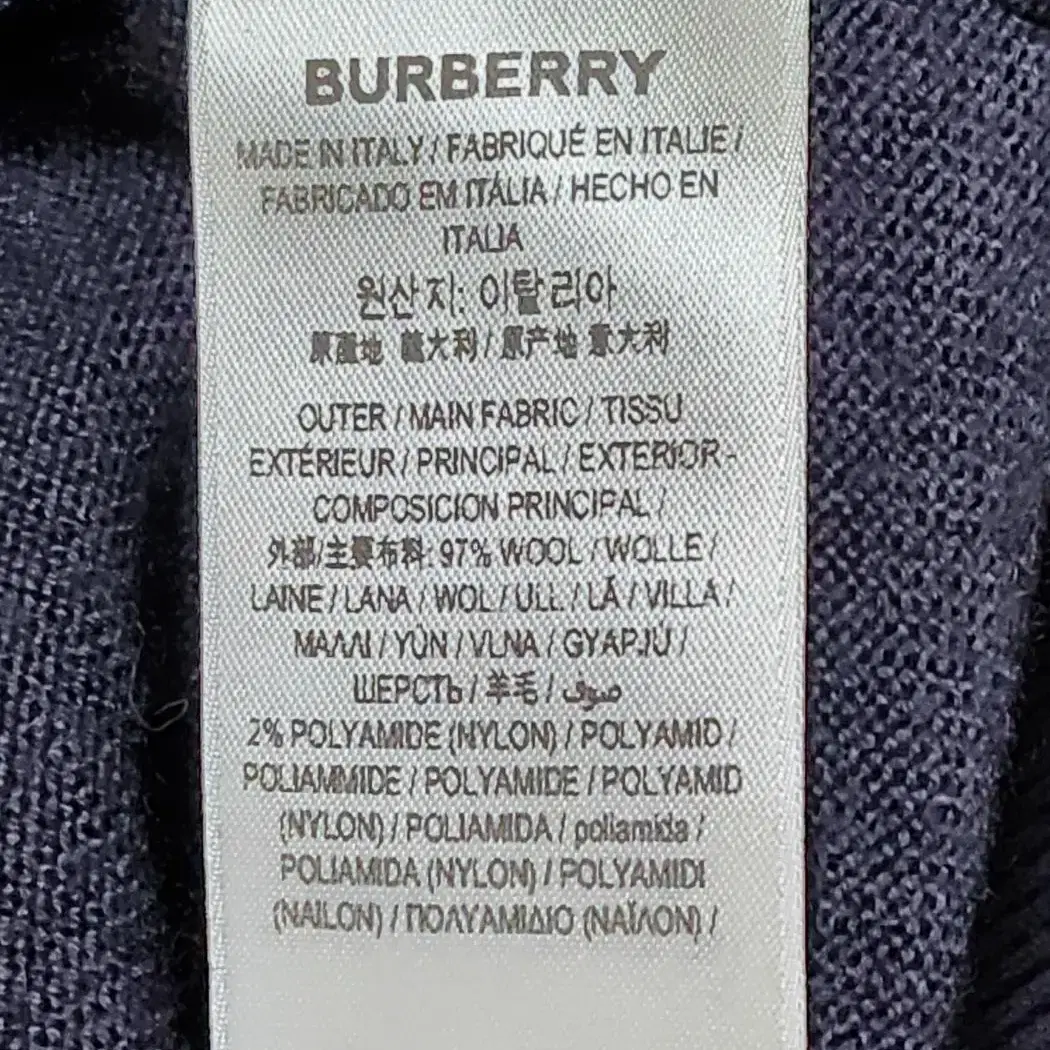 BURBERRY
MADE IN ITALY / FABRIQUÉ EN ITALIE /
FABRICADO EM ITÁLIA / HECHO EN
ITALIA
원산지: 이탈리아
原產地 義大利 / 原产地 意大利
OUTER / MAIN FABRIC / TISSU
EXTÉRIEUR / PRINCIPAL / EXTERIOR -
COMPOSICION PRINCIPAL /
外部/主要布料: 97% WOOL / WOLLE /
LAINE / LANA / WOL / ULL / LÃ / VILLA /
ΜΑΛΛΙ / YÜN / VLNA / GYAPJÚ /
ШЕРСТЬ / 羊毛 / صوف
2% POLYAMIDE (NYLON) / POLYAMID /
POLIAMMIDE / POLYAMIDE / POLYAMID
(NYLON) / POLIAMIDA / poliamida /
POLIAMIDA (NYLON) / POLYAMIDI
(NAILON) / ΠΟΛΥΑΜΙΔΙΟ (ΝΑΪΛΟΝ) /